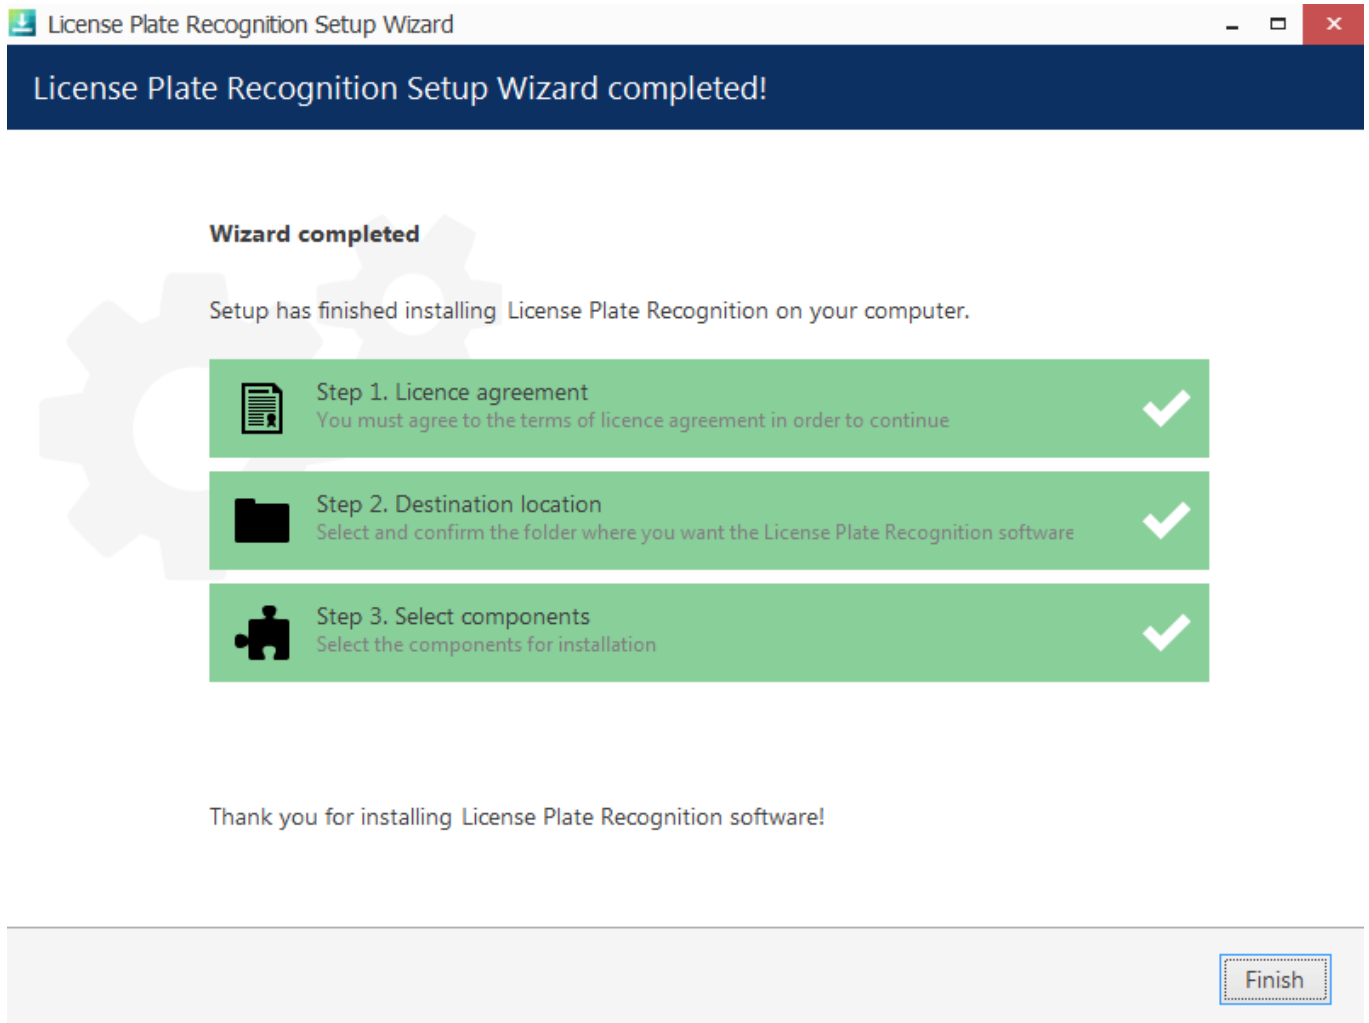 License Plate Recognition Setup Wizard
License Plate Recognition Setup Wizard completed!
Wizard completed
Setup has finished installing License Plate Recognition on your computer.
Step 1. Licence agreement
You must agree to the terms of licence agreement in order to continue
Step 2. Destination location
Select and confirm the folder where you want the License Plate Recognition software
Step 3. Select components
Select the components for installation
Thank you for installing License Plate Recognition software!
Finish